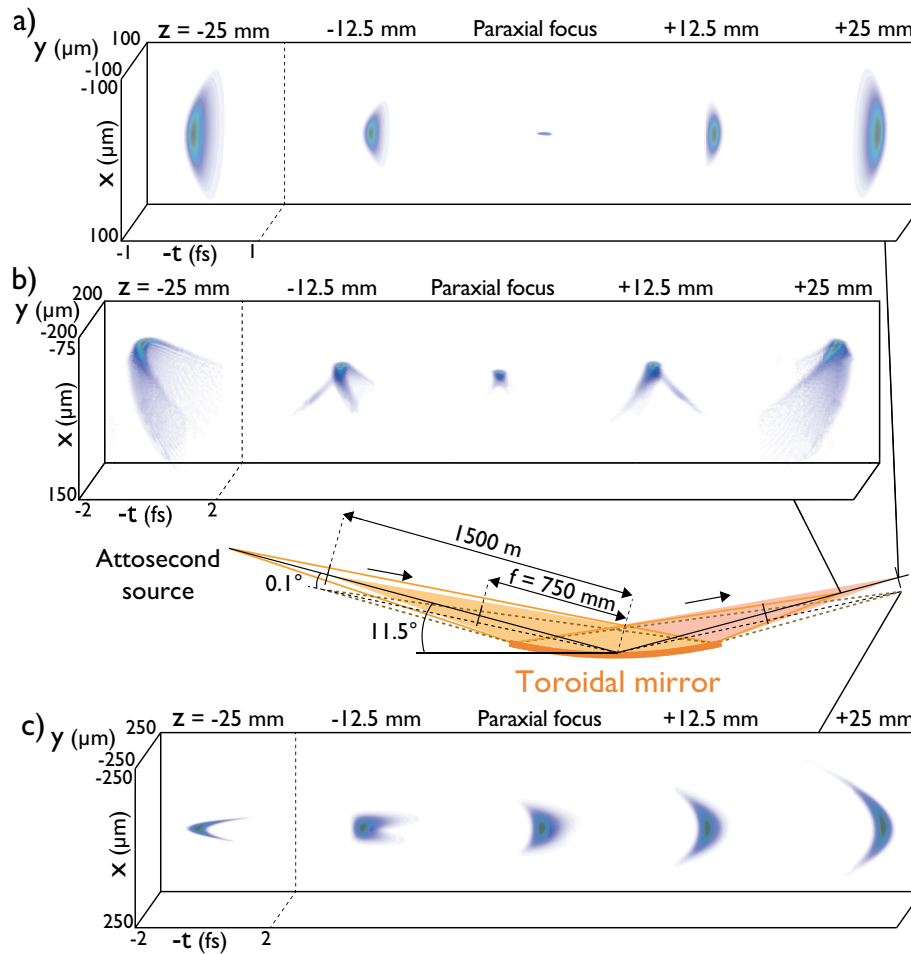 a)
z = -25 mm -12.5 mm Paraxial focus +12.5 mm +25 mm
y (µm)
100
-100
-100
x (µm)
100
-1 -t (fs) 1
b)
z = -25 mm -12.5 mm Paraxial focus +12.5 mm +25 mm
y (µm)
200
-200
-75
x (µm)
150
-2 -t (fs) 2
1500 m
Attosecond
source
f = 750 mm
0.1°
11.5°
Toroidal mirror
c)
z = -25 mm -12.5 mm Paraxial focus +12.5 mm +25 mm
y (µm)
250
-250
-250
x (µm)
250
-2 -t (fs) 2